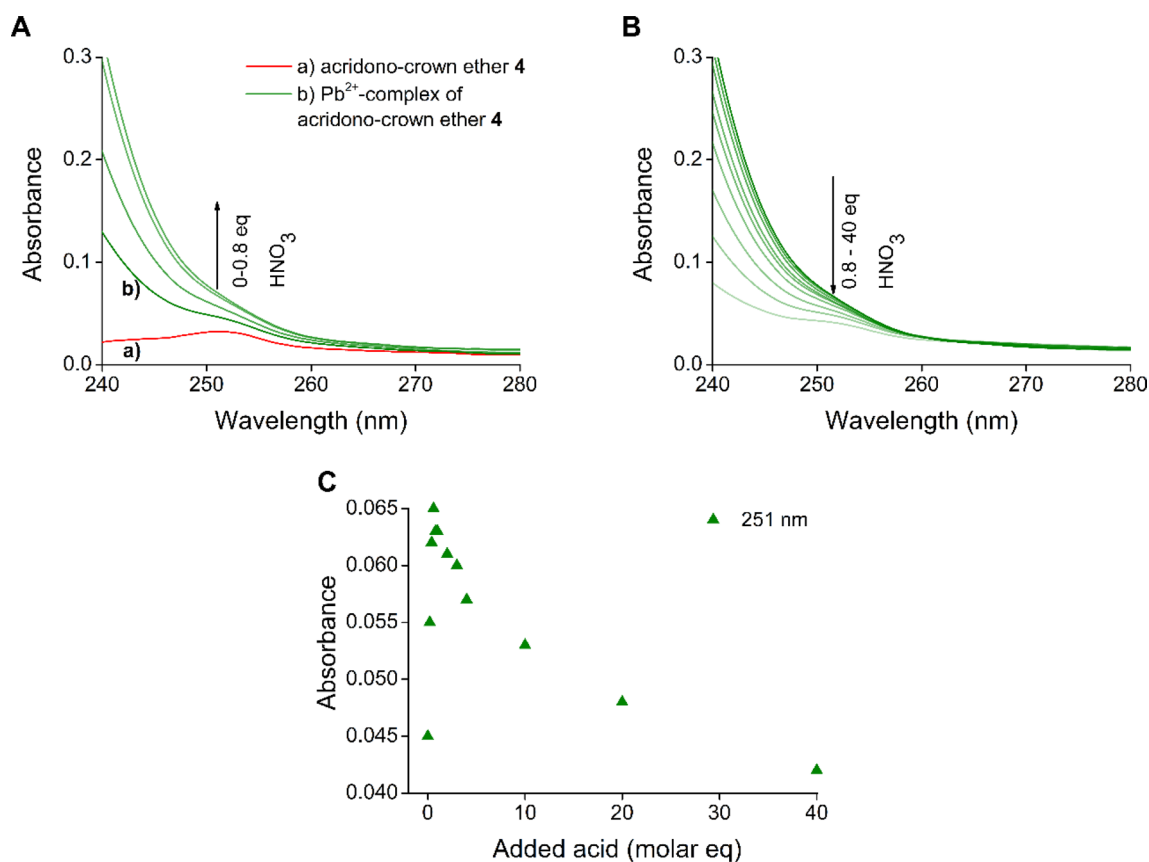 A
a) acridono-crown ether 4
b) Pb²⁺-complex of
acridono-crown ether 4
0.3
0.2
0.1
0.0
Absorbance
b)
a)
0-0.8 eq
HNO₃
240 250 260 270 280
Wavelength (nm)
B
0.3
0.2
0.1
0.0
Absorbance
0.8 - 40 eq
HNO₃
240 250 260 270 280
Wavelength (nm)
C
251 nm
0.065
0.060
0.055
0.050
0.045
0.040
Absorbance
0 10 20 30 40
Added acid (molar eq)